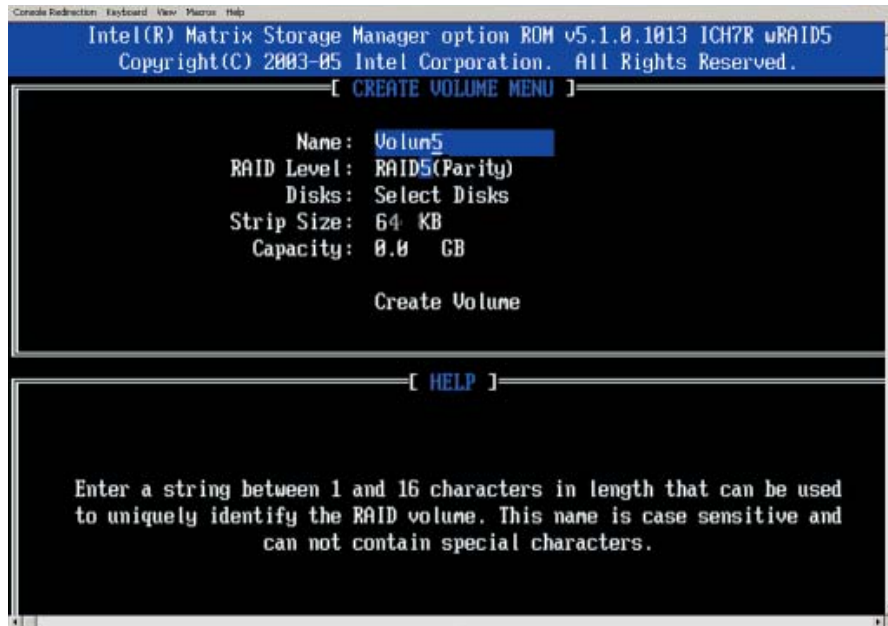 Console Redirection Keyboard View Macros Help
Intel(R) Matrix Storage Manager option ROM v5.1.0.1013 ICH7R wRAID5
Copyright(C) 2003-05 Intel Corporation. All Rights Reserved.
[ CREATE VOLUME MENU ]
Name: Volum5
RAID Level: RAID5(Parity)
Disks: Select Disks
Strip Size: 64 KB
Capacity: 0.0 GB
Create Volume
[ HELP ]
Enter a string between 1 and 16 characters in length that can be used
to uniquely identify the RAID volume. This name is case sensitive and
can not contain special characters.